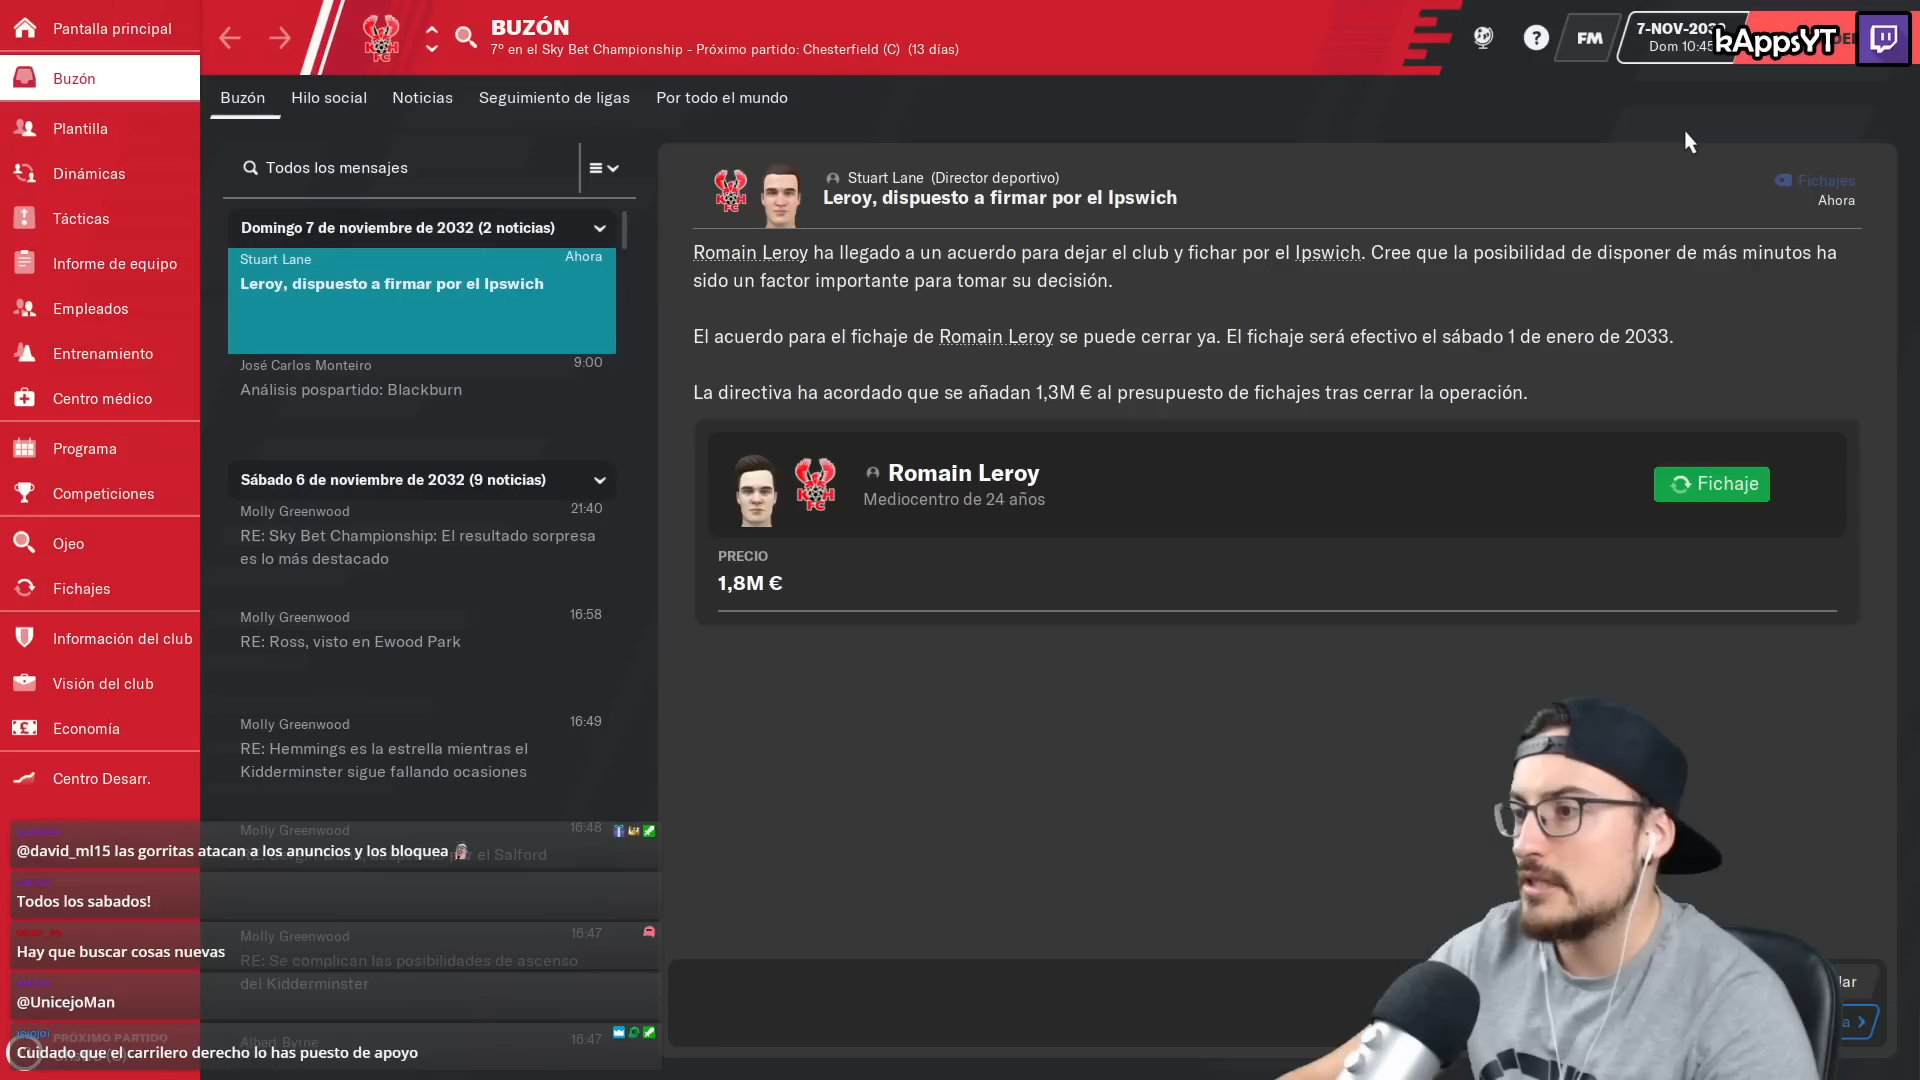 Pantalla principal
Buzón
Plantilla
Dinámicas
Tácticas
Informe de equipo
Empleados
Entrenamiento
Centro médico
Programa
Competiciones
Ojeo
Fichajes
Información del club
Visión del club
Economía
Centro Desarr.
BUZÓN
7º en el Sky Bet Championship - Próximo partido: Chesterfield (C) (13 días)
FM
7-NOV-203
Dom 10:45
kAppsYT
Buzón Hilo social Noticias Seguimiento de ligas Por todo el mundo
Todos los mensajes
Domingo 7 de noviembre de 2032 (2 noticias)
Stuart Lane Ahora
Leroy, dispuesto a firmar por el Ipswich
José Carlos Monteiro 9:00
Análisis pospartido: Blackburn
Sábado 6 de noviembre de 2032 (9 noticias)
Molly Greenwood 21:40
RE: Sky Bet Championship: El resultado sorpresa
es lo más destacado
Molly Greenwood 16:58
RE: Ross, visto en Ewood Park
Molly Greenwood 16:49
RE: Hemmings es la estrella mientras el
Kidderminster sigue fallando ocasiones
Molly Greenwood 16:48
el Salford
Molly Greenwood 16:47
RE: Se complican las posibilidades de ascenso
del Kidderminster
Albert Byrne 16:47
@david_ml15 las gorritas atacan a los anuncios y los bloquea
Todos los sabados!
Hay que buscar cosas nuevas
@UnicejoMan
PRÓXIMO PARTIDO
Cuidado que el carrilero derecho lo has puesto de apoyo
Stuart Lane (Director deportivo)
Leroy, dispuesto a firmar por el Ipswich
Fichajes
Ahora
Romain Leroy ha llegado a un acuerdo para dejar el club y fichar por el Ipswich. Cree que la posibilidad de disponer de más minutos ha
sido un factor importante para tomar su decisión.
El acuerdo para el fichaje de Romain Leroy se puede cerrar ya. El fichaje será efectivo el sábado 1 de enero de 2033.
La directiva ha acordado que se añadan 1,3M € al presupuesto de fichajes tras cerrar la operación.
Romain Leroy
Mediocentro de 24 años
Fichaje
PRECIO
1,8M €